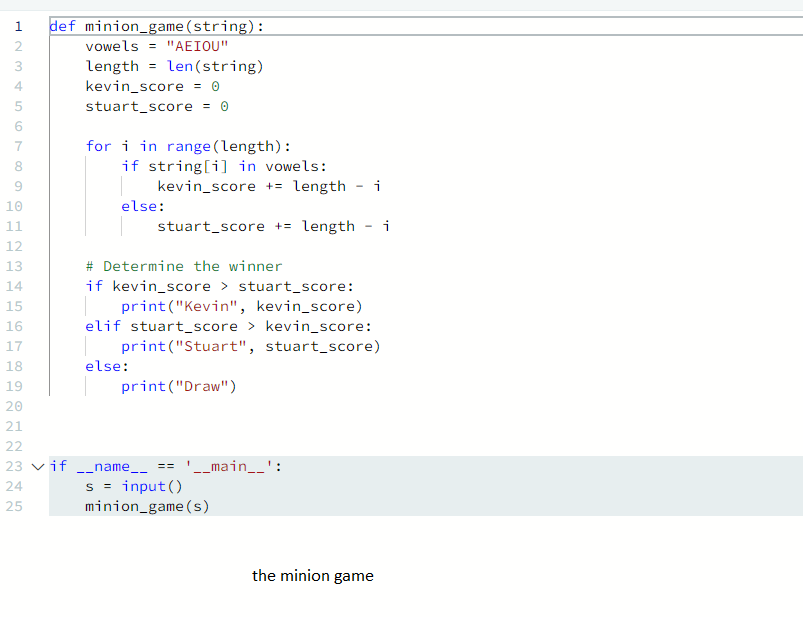 1 def minion_game(string):
2     vowels = "AEIOU"
3     length = len(string)
4     kevin_score = 0
5     stuart_score = 0
6
7     for i in range(length):
8         if string[i] in vowels:
9             kevin_score += length - i
10         else:
11             stuart_score += length - i
12
13     # Determine the winner
14     if kevin_score > stuart_score:
15         print("Kevin", kevin_score)
16     elif stuart_score > kevin_score:
17         print("Stuart", stuart_score)
18     else:
19         print("Draw")
20
21
22
23 if __name__ == '__main__':
24     s = input()
25     minion_game(s)
the minion game